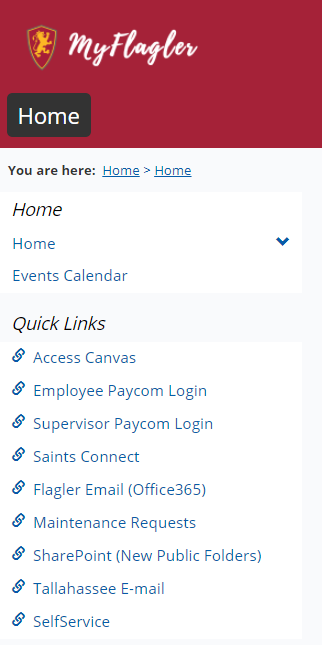 MyFlagler
Home
You are here: Home > Home
Home
Home
Events Calendar
Quick Links
Access Canvas
Employee Paycom Login
Supervisor Paycom Login
Saints Connect
Flagler Email (Office365)
Maintenance Requests
SharePoint (New Public Folders)
Tallahassee E-mail
SelfService